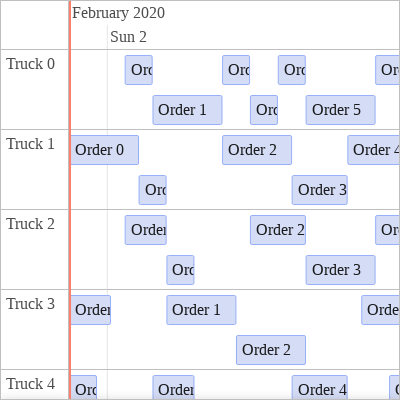 February 2020
Sun 2
Truck 0
Ord Ord Ord Ord
Order 1 Ord Order 5
Truck 1
Order 0 Order 2 Order 4
Ord Order 3
Truck 2
Order Order 2 Ord
Ord Order 3
Truck 3
Order Order 1 Orde
Order 2
Truck 4
Ord Order Order 4